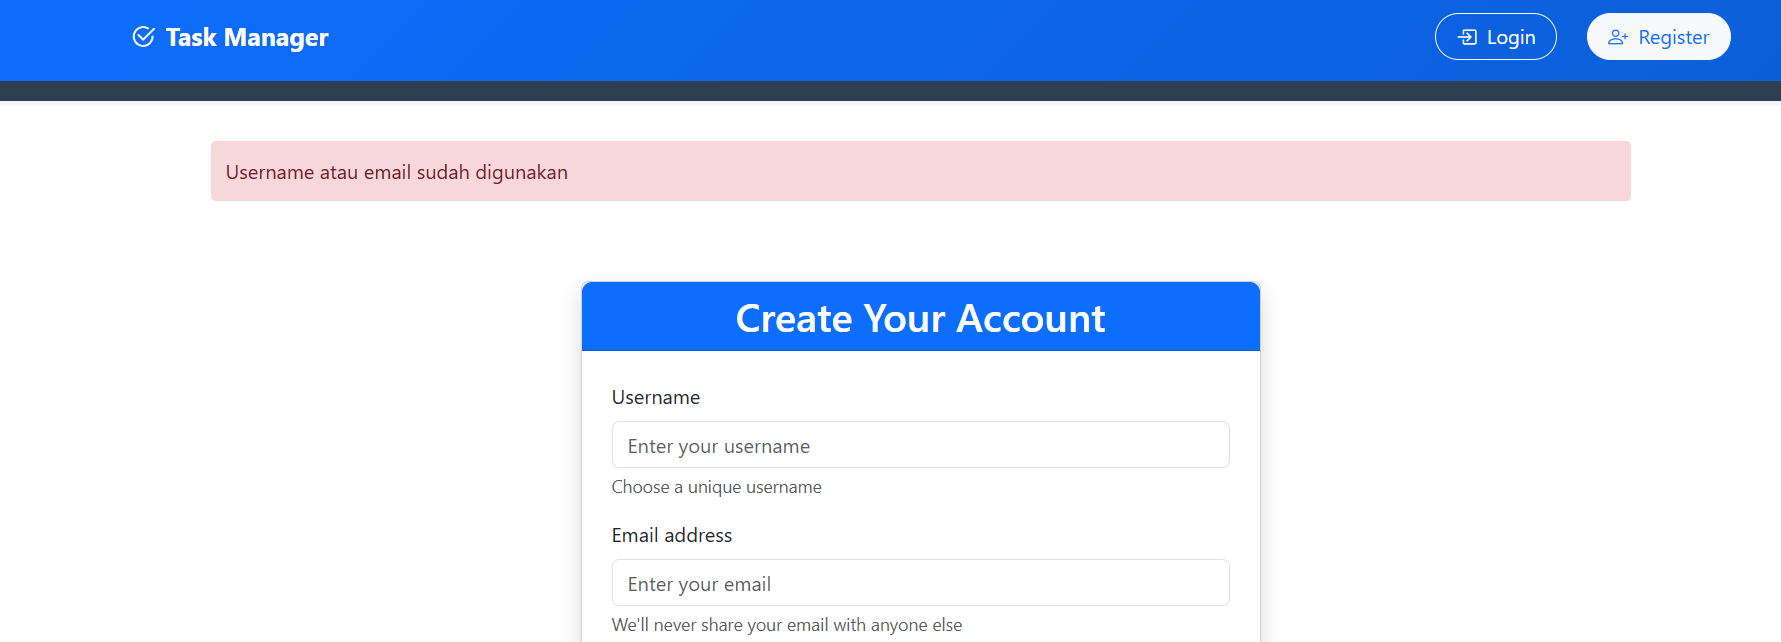 Task Manager
Login
Register
Username atau email sudah digunakan
Create Your Account
Username
Enter your username
Choose a unique username
Email address
Enter your email
We'll never share your email with anyone else